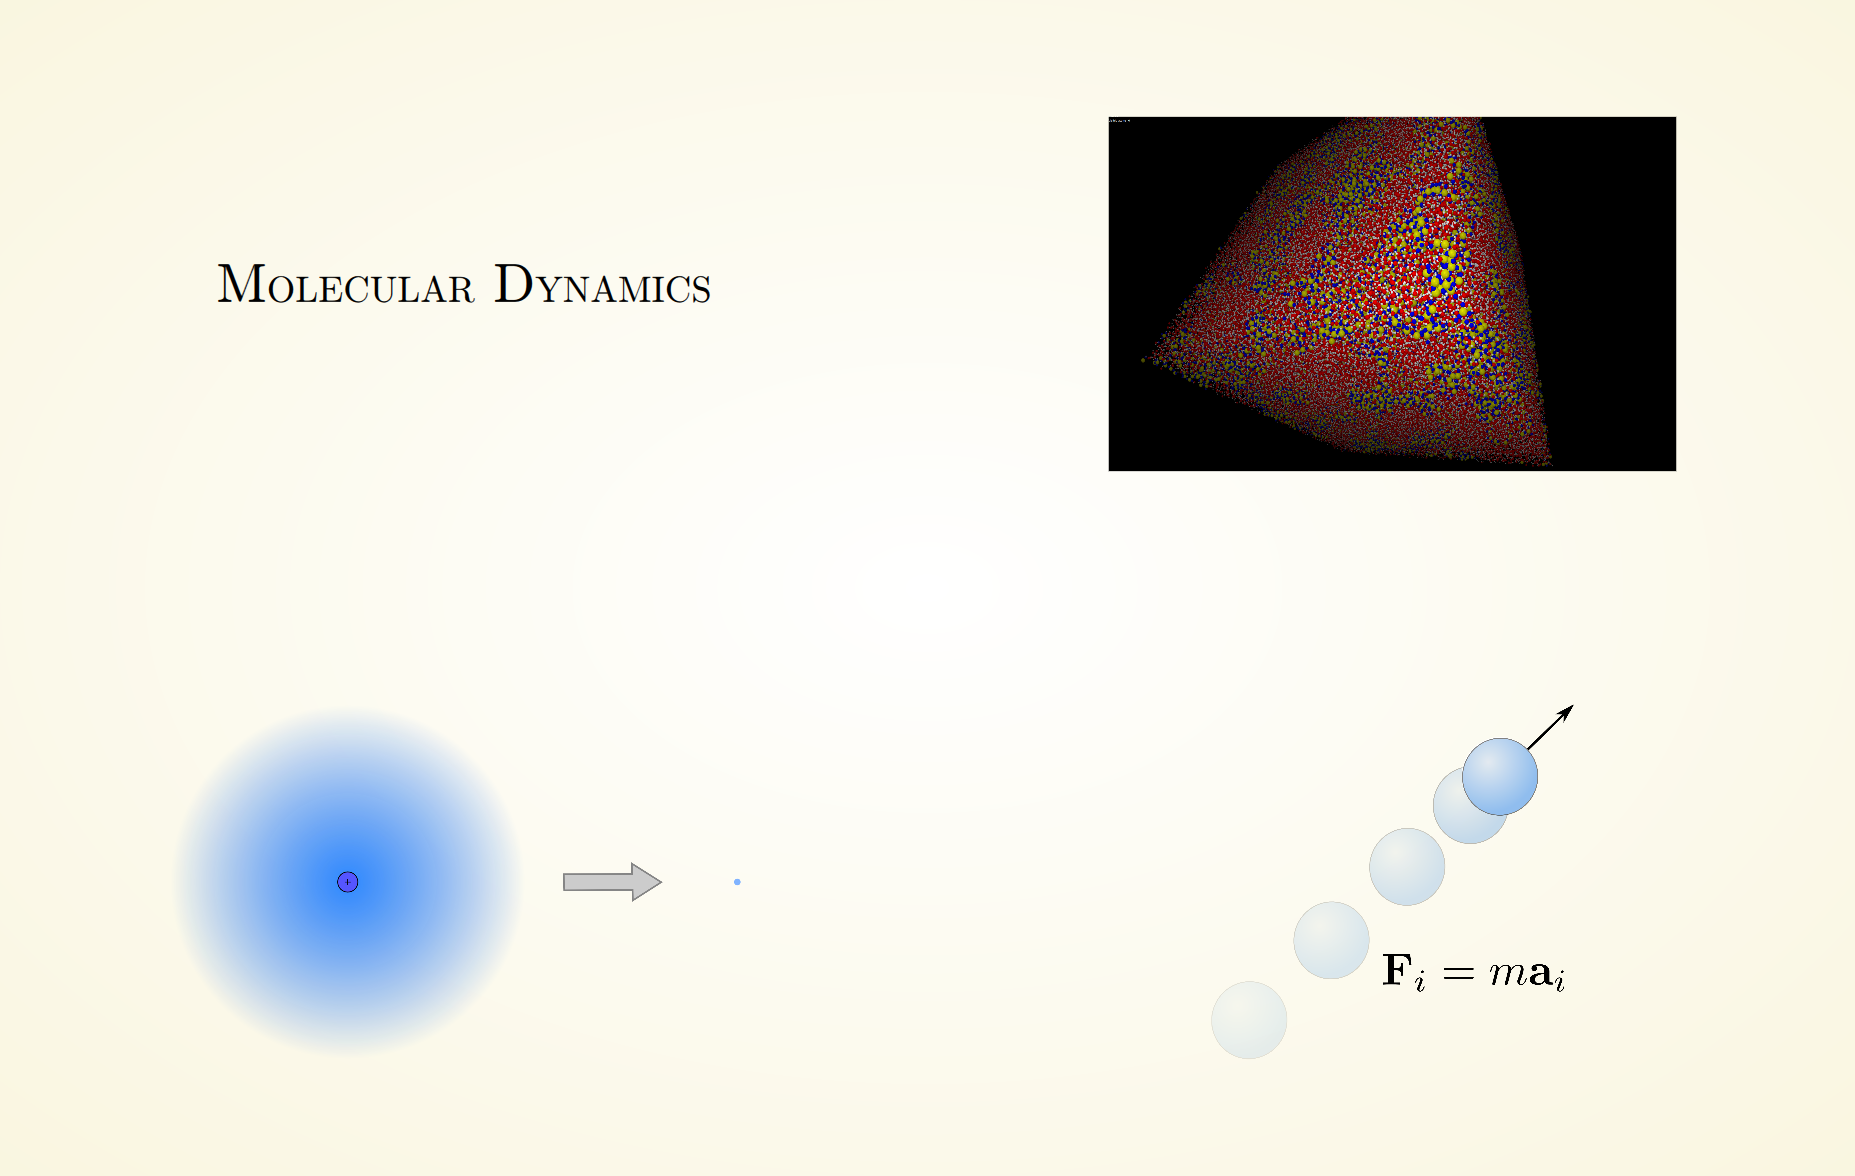 Molecular Dynamics
+
𝐅ᵢ = m𝐚ᵢ